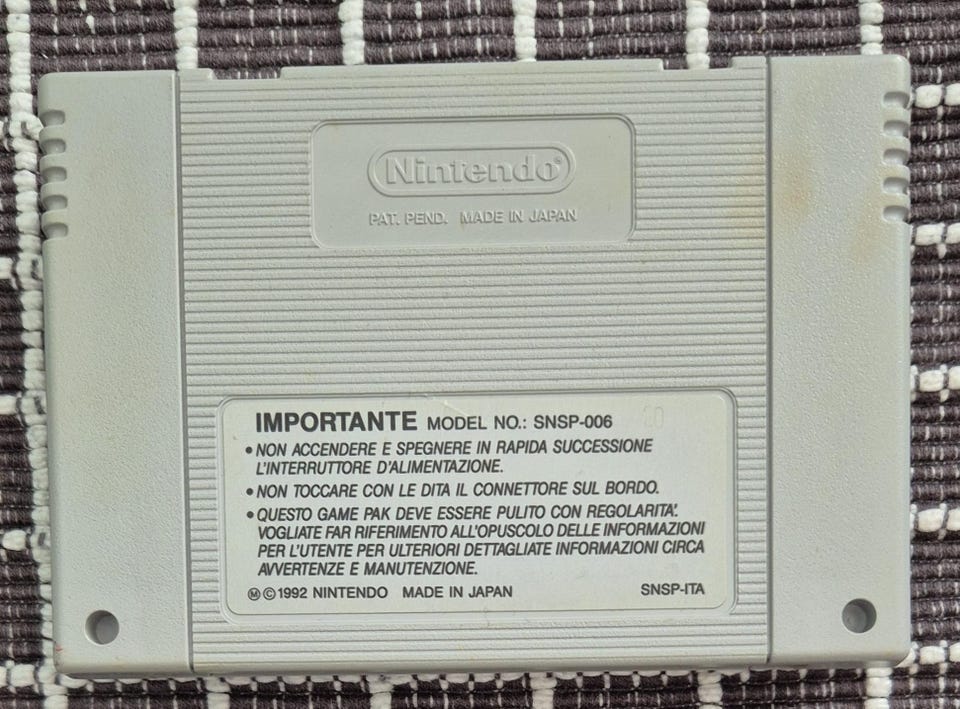 Nintendo®
PAT. PEND. MADE IN JAPAN
IMPORTANTE MODEL NO.: SNSP-006 10
• NON ACCENDERE E SPEGNERE IN RAPIDA SUCCESSIONE
L'INTERRUTTORE D'ALIMENTAZIONE.
• NON TOCCARE CON LE DITA IL CONNETTORE SUL BORDO.
• QUESTO GAME PAK DEVE ESSERE PULITO CON REGOLARITA'.
VOGLIATE FAR RIFERIMENTO ALL'OPUSCOLO DELLE INFORMAZIONI
PER L'UTENTE PER ULTERIORI DETTAGLIATE INFORMAZIONI CIRCA
AVVERTENZE E MANUTENZIONE.
Ⓜ©1992 NINTENDO MADE IN JAPAN SNSP-ITA